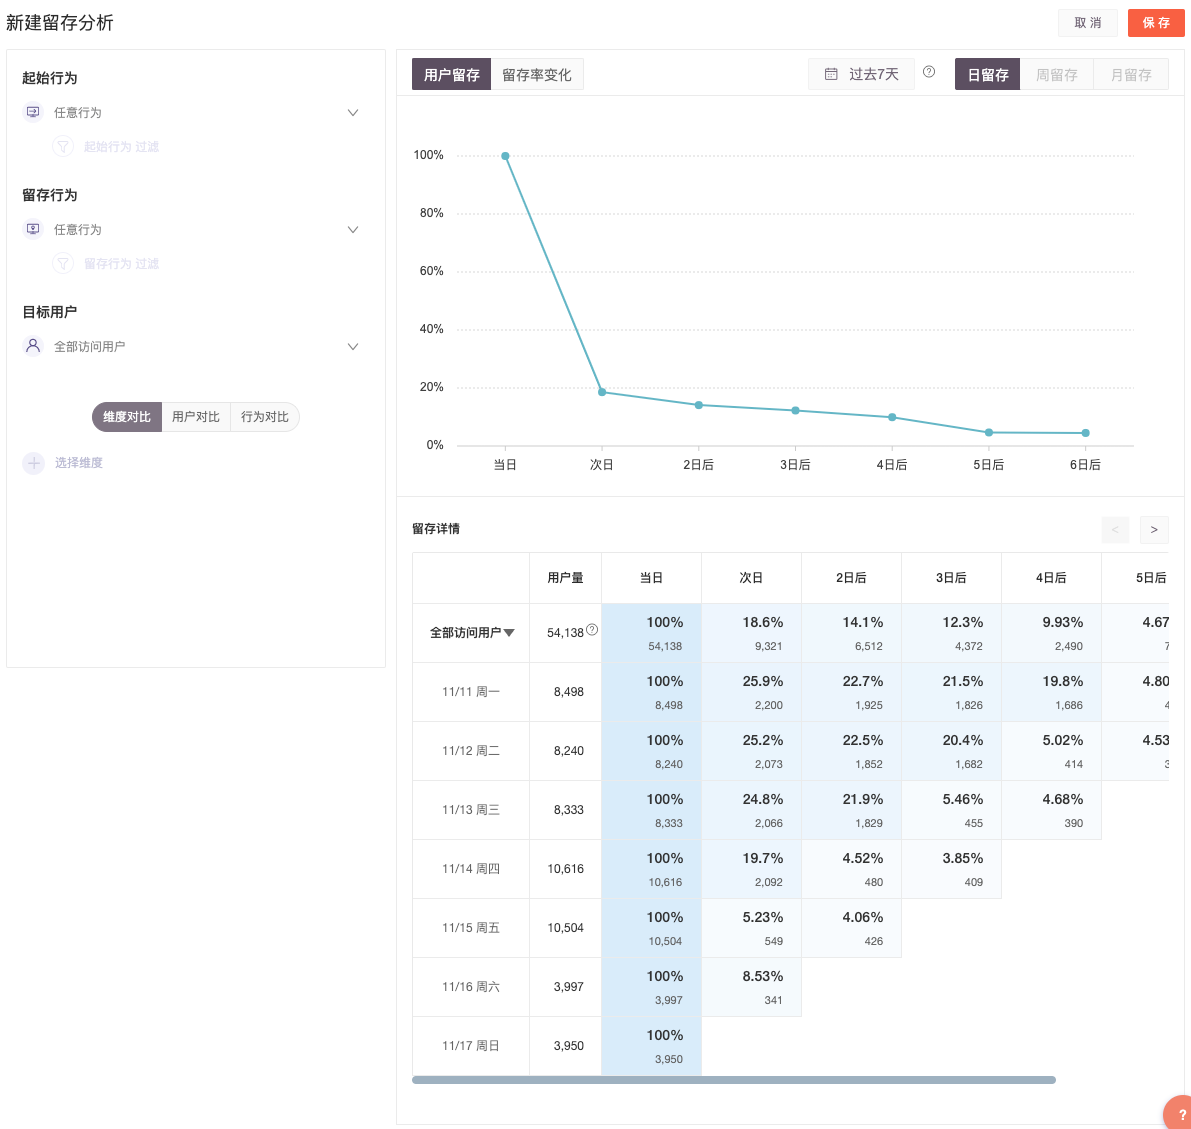 新建留存分析
取 消
保 存
起始行为
任意行为
起始行为 过滤
留存行为
任意行为
留存行为 过滤
目标用户
全部访问用户
维度对比 用户对比 行为对比
选择维度
用户留存 留存率变化
过去7天
?
日留存 周留存 月留存
100%
80%
60%
40%
20%
0%
当日 次日 2日后 3日后 4日后 5日后 6日后
留存详情
< >
用户量 当日 次日 2日后 3日后 4日后 5日后
全部访问用户 54,138 ? 100% 18.6% 14.1% 12.3% 9.93% 4.67
54,138 9,321 6,512 4,372 2,490 7
11/11 周一 8,498 100% 25.9% 22.7% 21.5% 19.8% 4.80
8,498 2,200 1,925 1,826 1,686 4
11/12 周二 8,240 100% 25.2% 22.5% 20.4% 5.02% 4.53
8,240 2,073 1,852 1,682 414 3
11/13 周三 8,333 100% 24.8% 21.9% 5.46% 4.68%
8,333 2,066 1,829 455 390
11/14 周四 10,616 100% 19.7% 4.52% 3.85%
10,616 2,092 480 409
11/15 周五 10,504 100% 5.23% 4.06%
10,504 549 426
11/16 周六 3,997 100% 8.53%
3,997 341
11/17 周日 3,950 100%
3,950
?